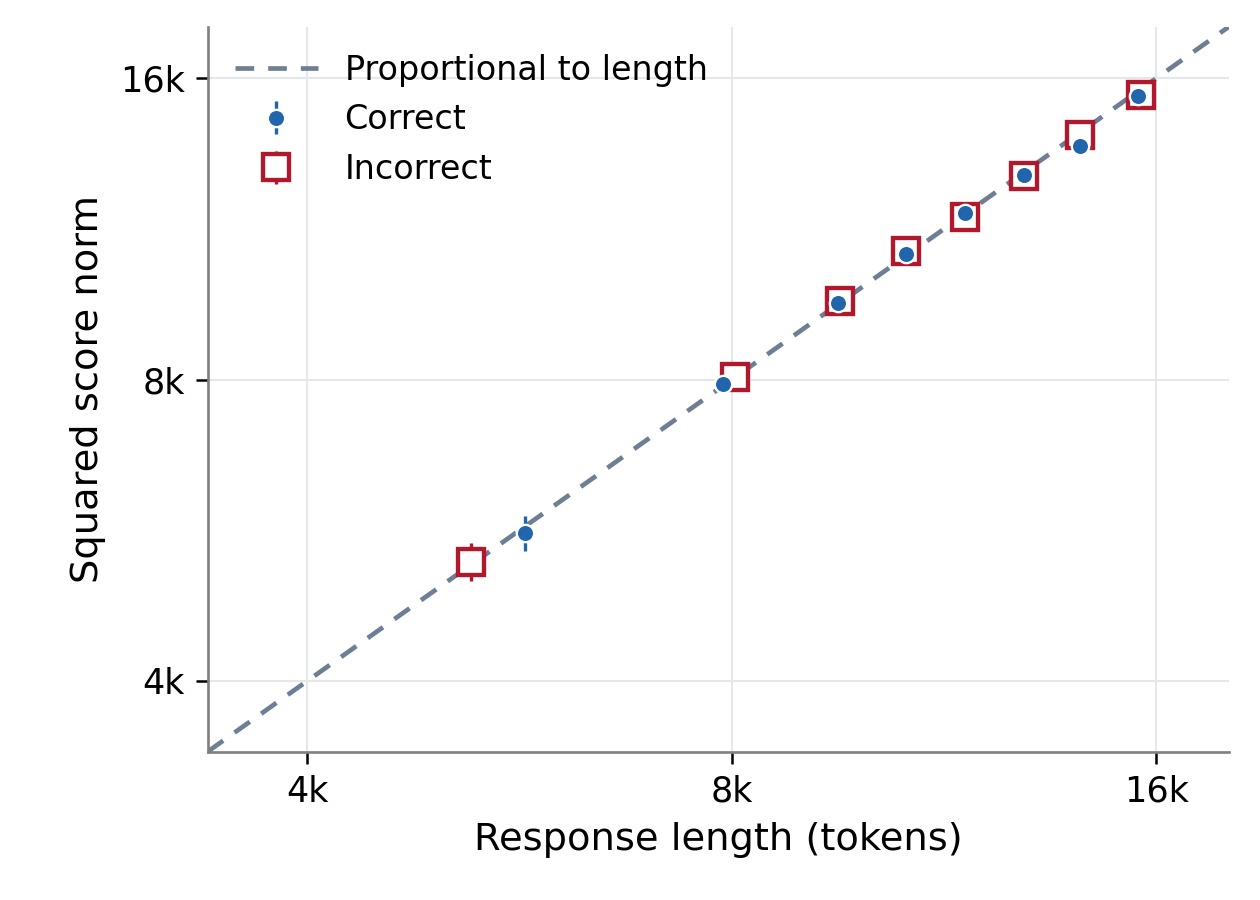 16k
8k
4k
Squared score norm
Proportional to length
Correct
Incorrect
4k 8k 16k
Response length (tokens)